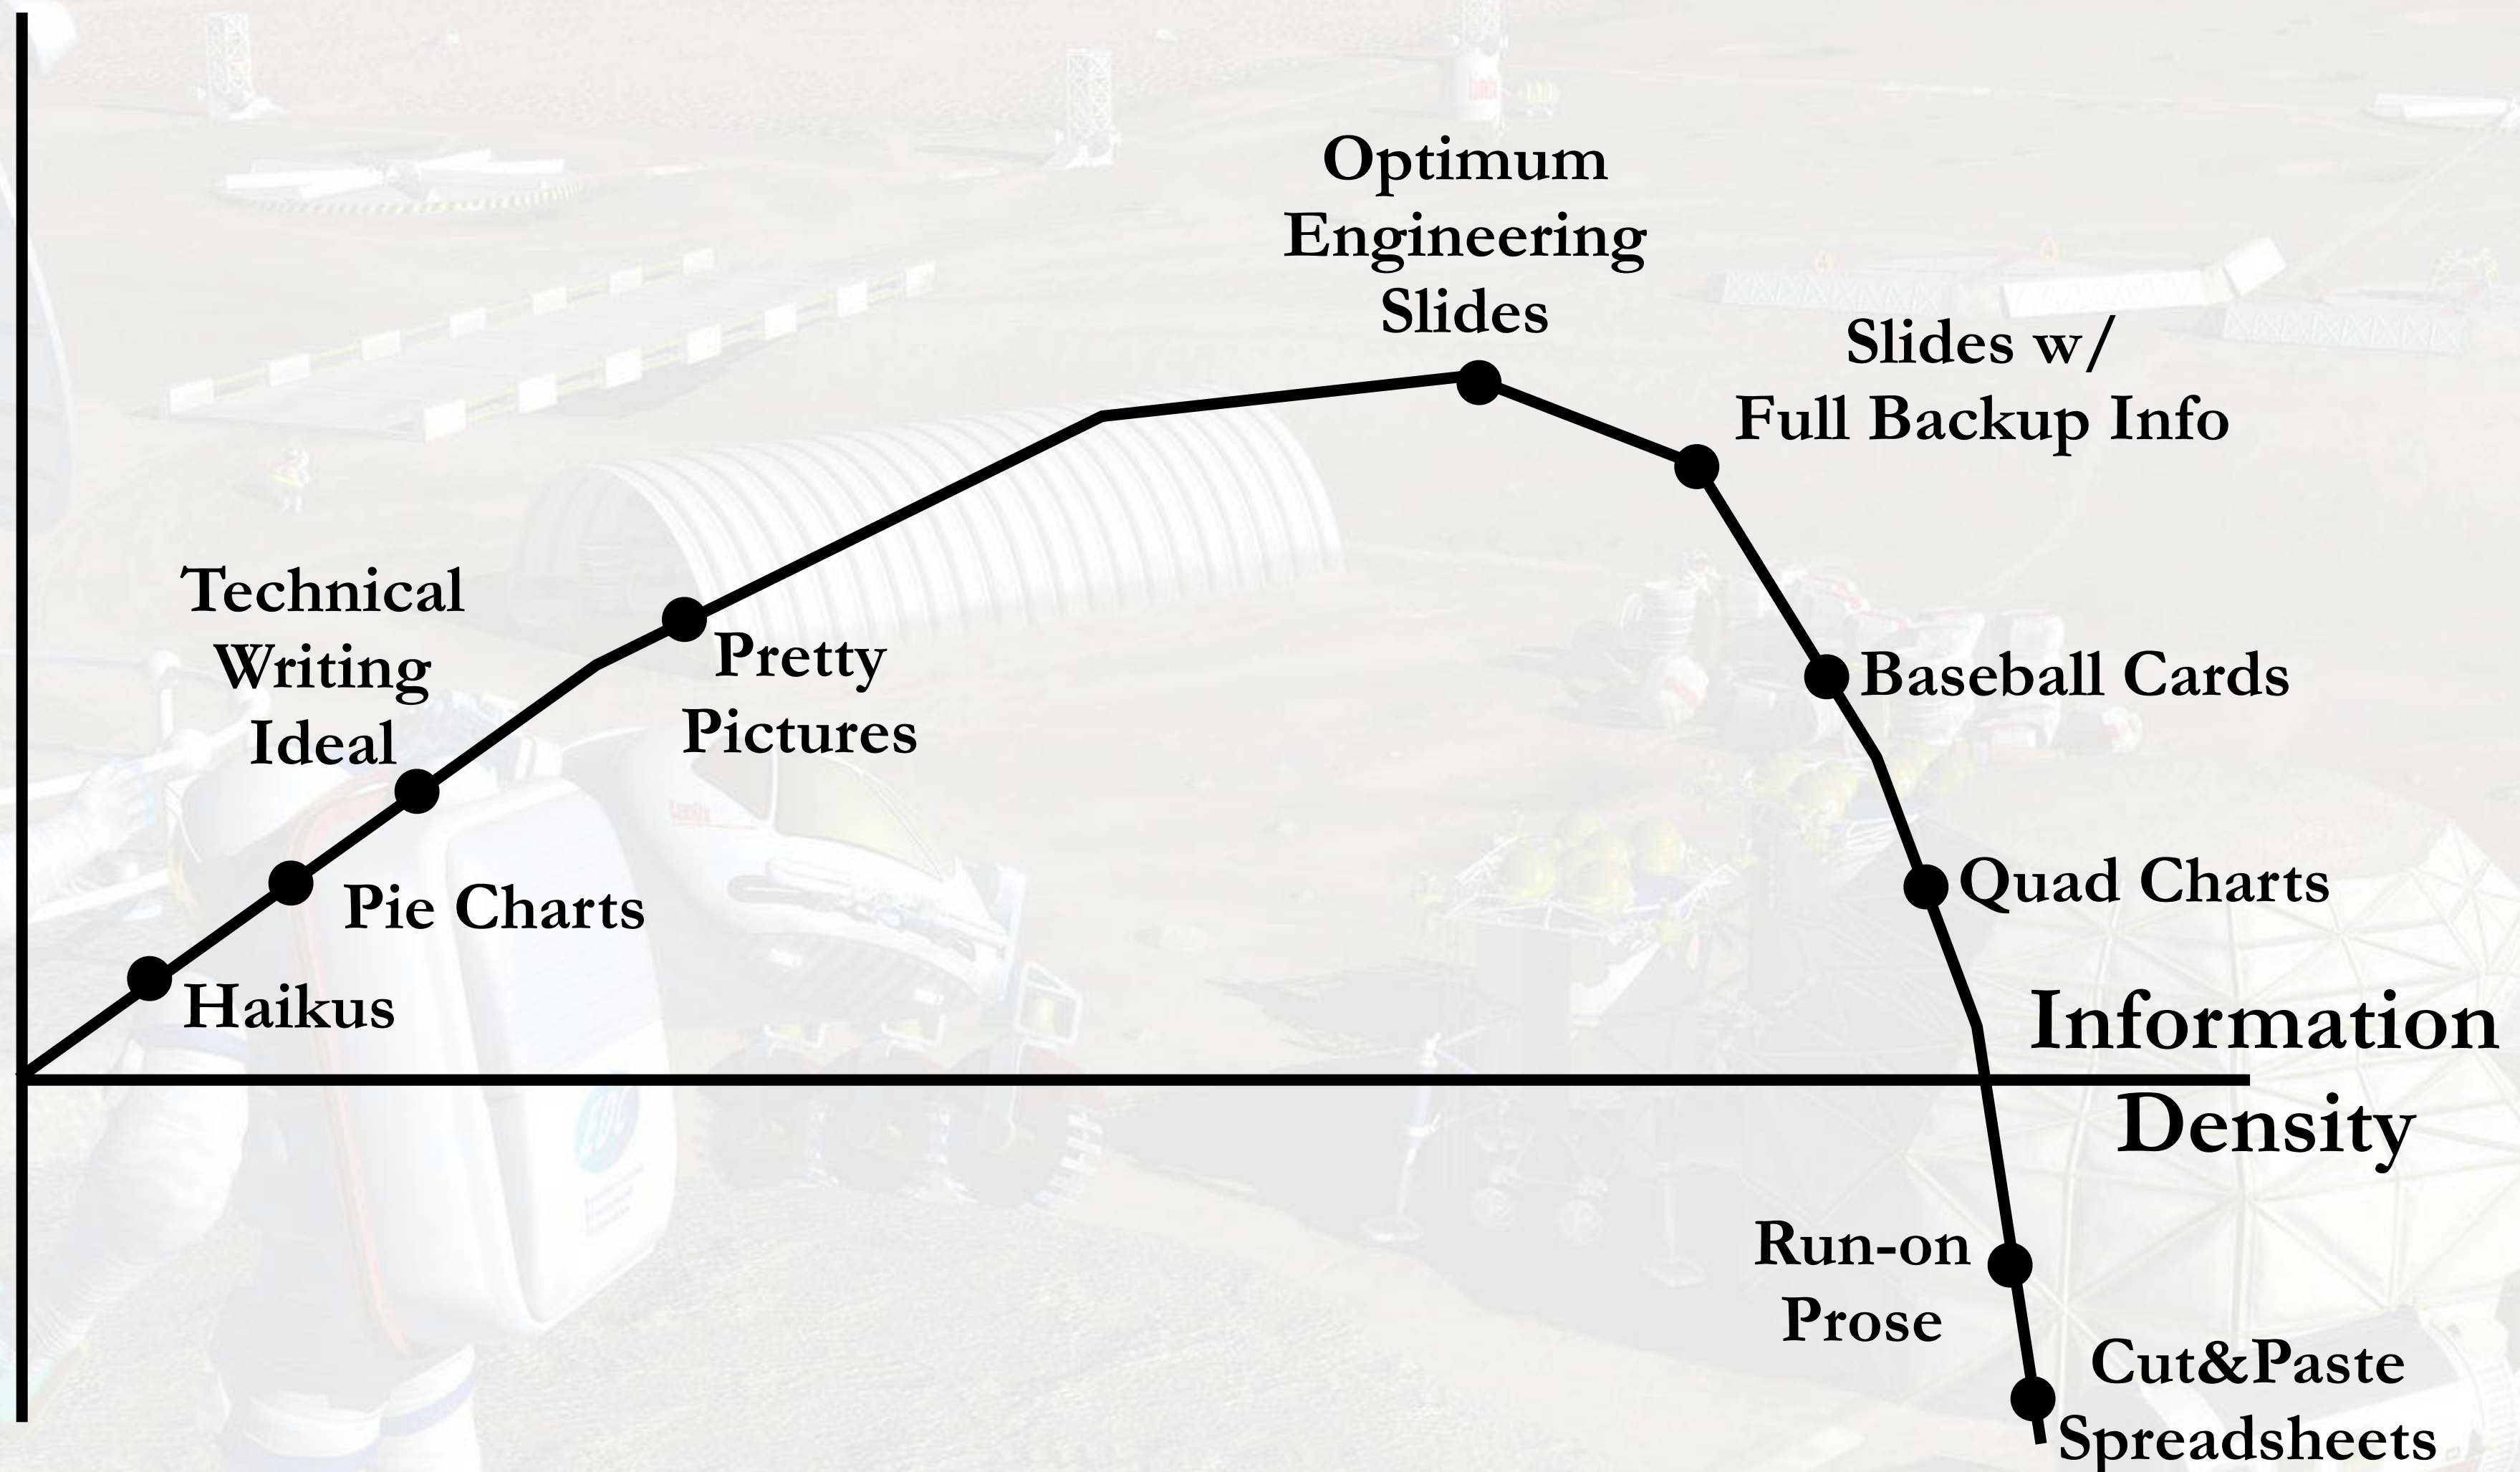 Optimum
Engineering
Slides
Slides w/
Full Backup Info
Technical
Writing
Ideal
Pretty
Pictures
Baseball Cards
Pie Charts
Quad Charts
Haikus
Information
Density
Run-on
Prose
Cut&Paste
Spreadsheets